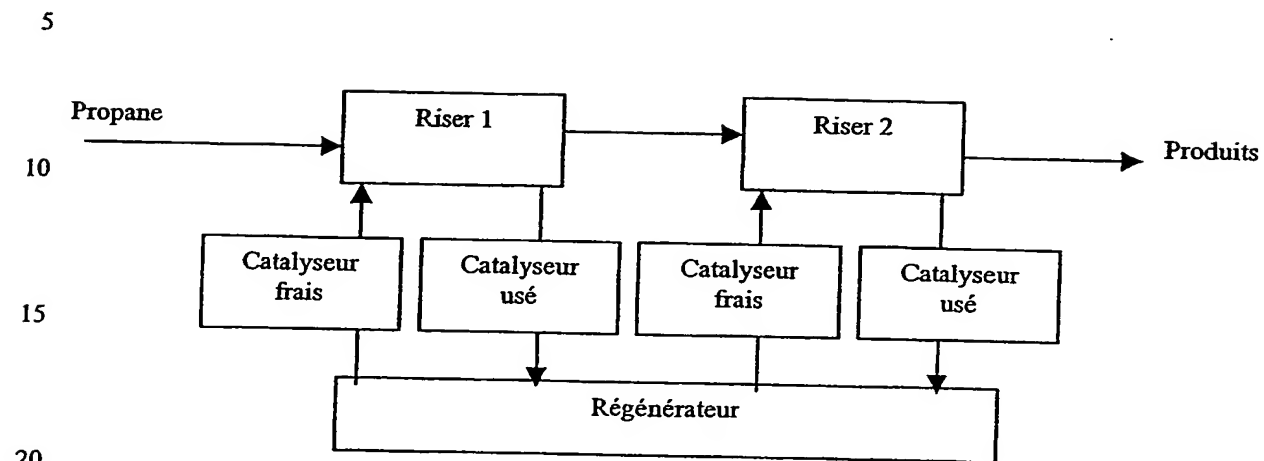 5
Propane
Riser 1
Riser 2
Produits
10
Catalyseur
frais
Catalyseur
usé
Catalyseur
frais
Catalyseur
usé
15
Régénérateur
20